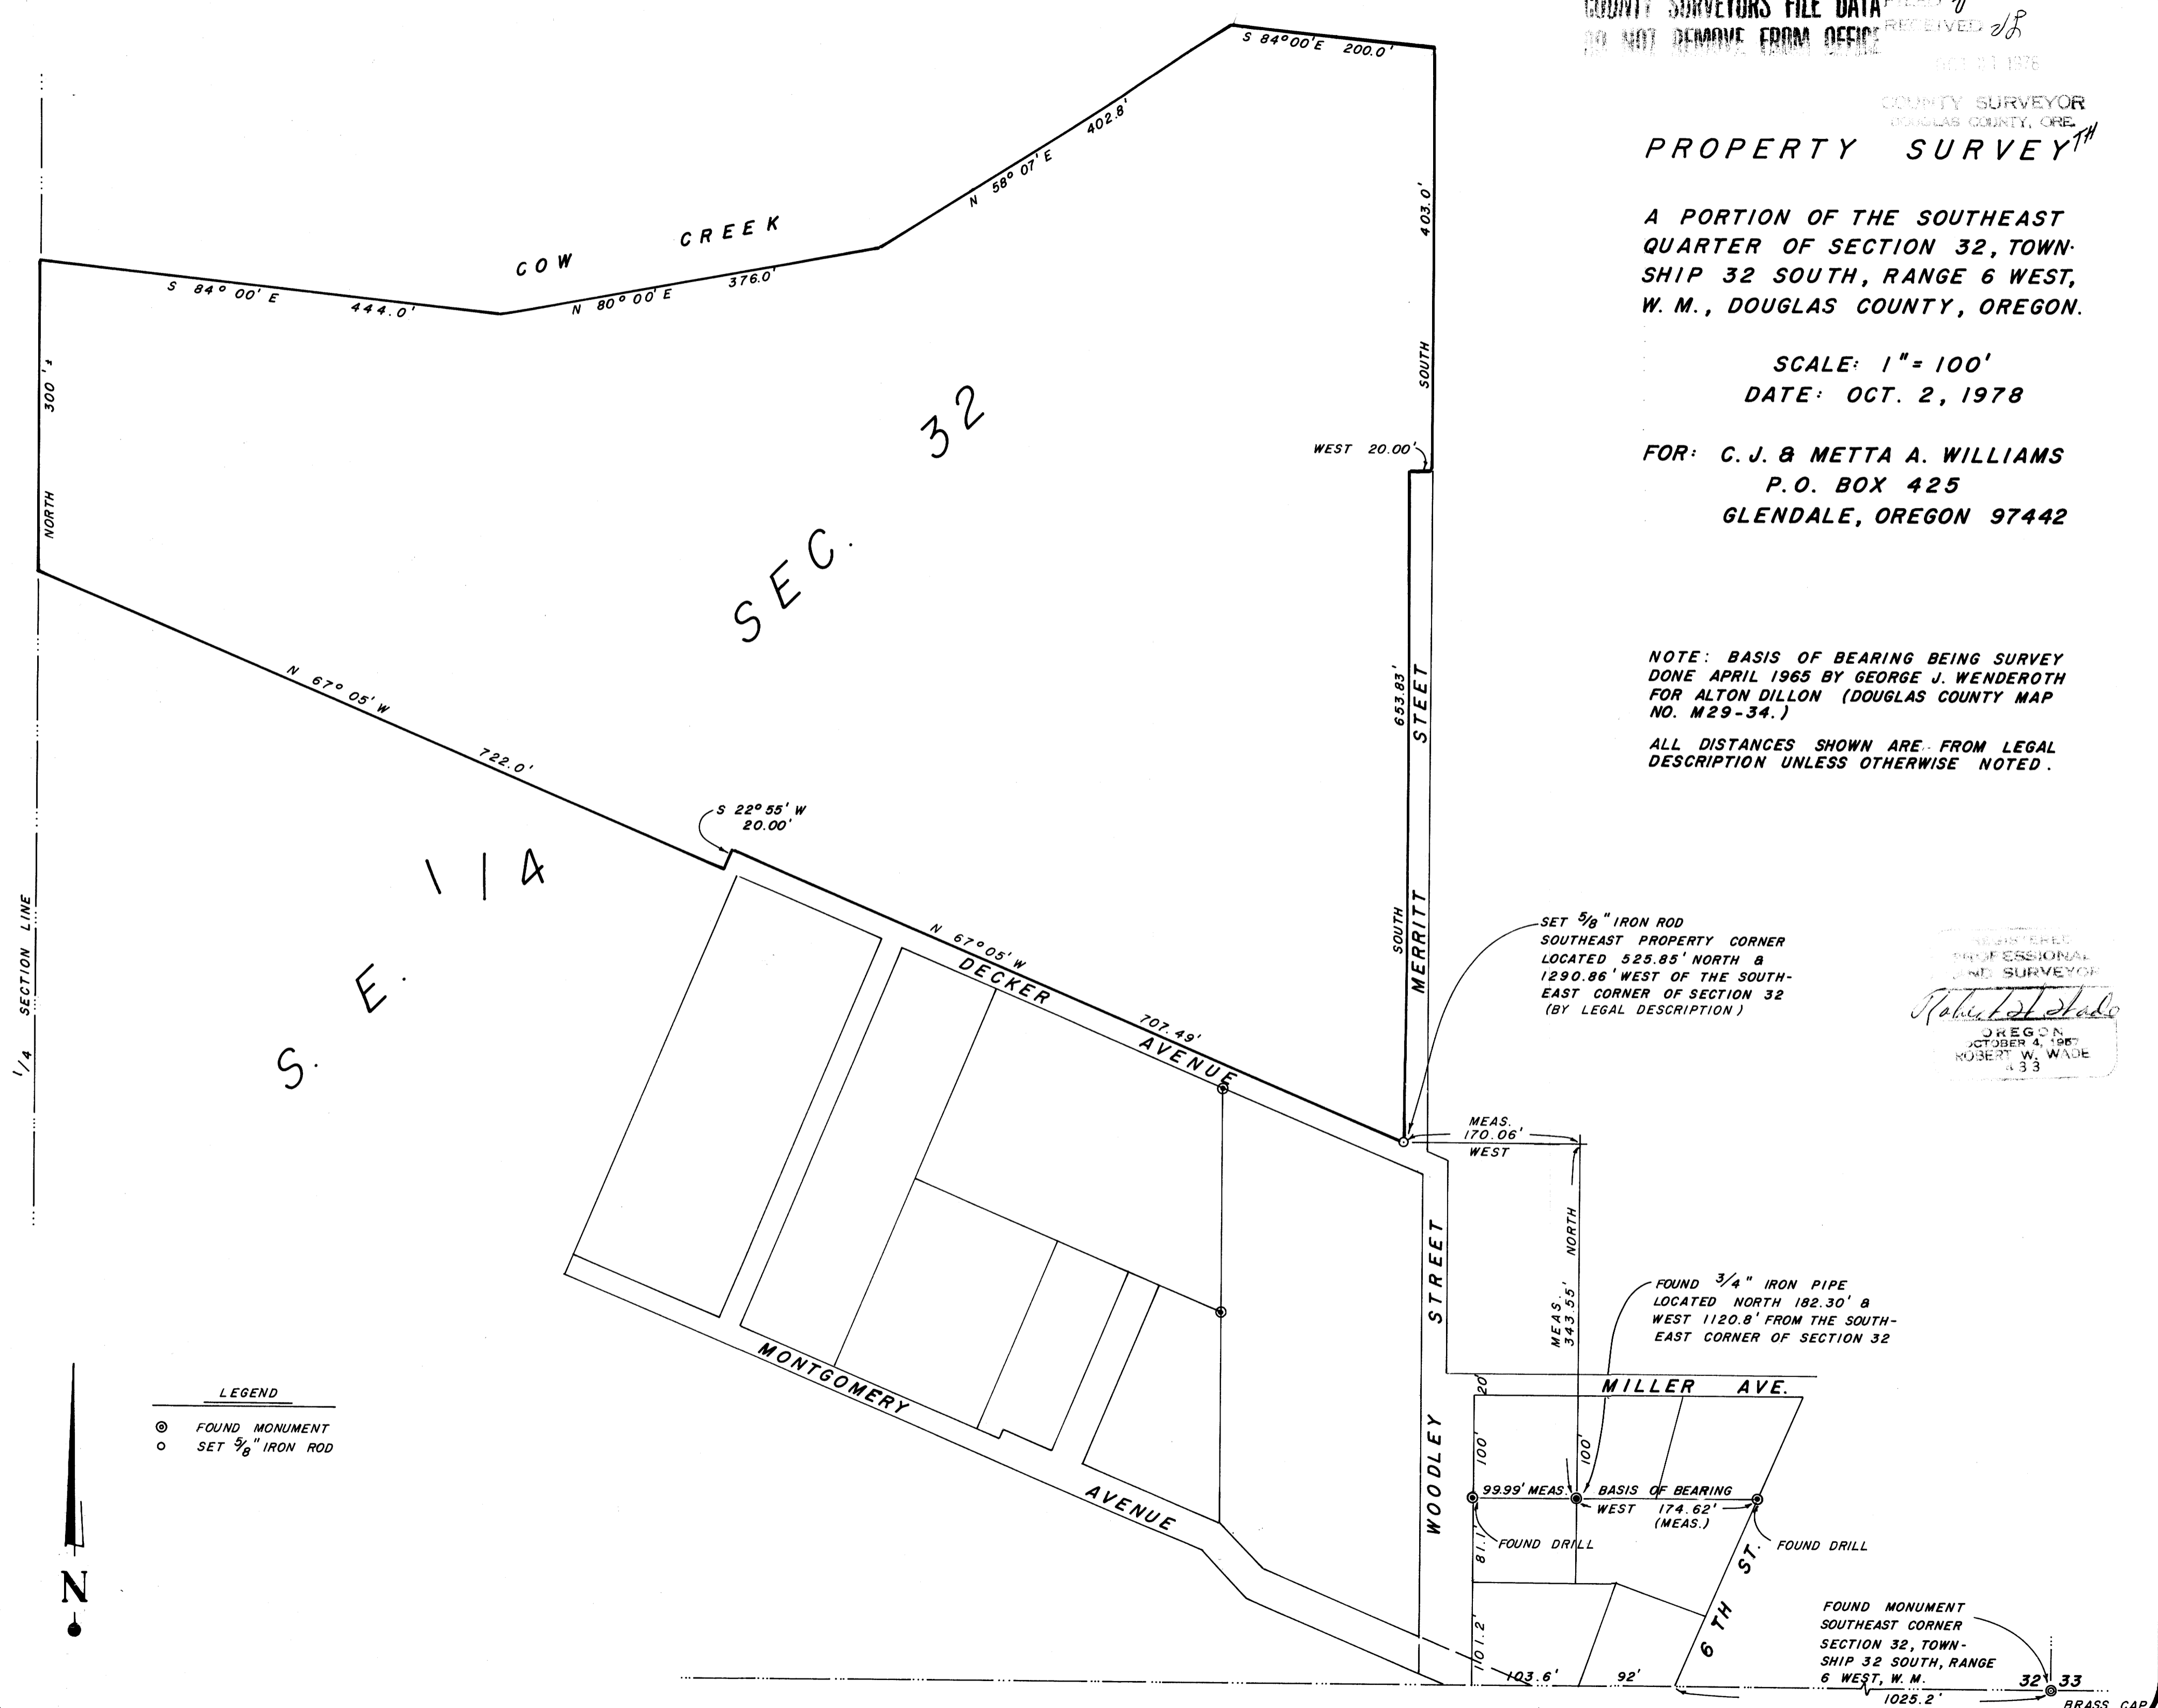 COUNTY SURVEYORS FILE DATA
DO NOT REMOVE FROM OFFICE
RECEIVED
1978
COUNTY SURVEYOR
DOUGLAS COUNTY, ORE.
TH
PROPERTY SURVEY
A PORTION OF THE SOUTHEAST
QUARTER OF SECTION 32, TOWN-
SHIP 32 SOUTH, RANGE 6 WEST,
W. M., DOUGLAS COUNTY, OREGON.
SCALE: 1" = 100'
DATE: OCT. 2, 1978
FOR: C. J. & METTA A. WILLIAMS
P.O. BOX 425
GLENDALE, OREGON 97442
NOTE: BASIS OF BEARING BEING SURVEY
DONE APRIL 1965 BY GEORGE J. WENDEROTH
FOR ALTON DILLON (DOUGLAS COUNTY MAP
NO. M29-34.)
ALL DISTANCES SHOWN ARE FROM LEGAL
DESCRIPTION UNLESS OTHERWISE NOTED.
S 84° 00' E 200.0'
402.8'
N 58° 07' E
403.0'
SOUTH
COW CREEK
S 84° 00' E 444.0'
N 80° 00' E 376.0'
300'±
NORTH
WEST 20.00'
SEC. 32
653.83'
SOUTH
MERRITT STEET
N 67° 05' W
722.0'
S 22° 55' W
20.00'
S. E. 1/4
1/4 SECTION LINE
N 67° 05' W
707.49'
DECKER AVENUE
SET 5/8" IRON ROD
SOUTHEAST PROPERTY CORNER
LOCATED 525.85' NORTH &
1290.86' WEST OF THE SOUTH-
EAST CORNER OF SECTION 32
(BY LEGAL DESCRIPTION)
REGISTERED
PROFESSIONAL
LAND SURVEYOR
Robert W. Wade
OREGON
OCTOBER 4, 1957
ROBERT W. WADE
433
MEAS.
170.06'
WEST
NORTH
MEAS.
343.55'
FOUND 3/4" IRON PIPE
LOCATED NORTH 182.30' &
WEST 1120.8' FROM THE SOUTH-
EAST CORNER OF SECTION 32
WOODLEY STREET
MILLER AVE.
20'
100'
100'
99.99' MEAS.
BASIS OF BEARING
WEST 174.62'
(MEAS.)
FOUND DRILL
FOUND DRILL
81.1'
101.2'
6 TH ST.
MONTGOMERY AVENUE
LEGEND
FOUND MONUMENT
SET 5/8" IRON ROD
N
FOUND MONUMENT
SOUTHEAST CORNER
SECTION 32, TOWN-
SHIP 32 SOUTH, RANGE
6 WEST, W. M.
103.6'
92'
1025.2'
32 33
BRASS CAP